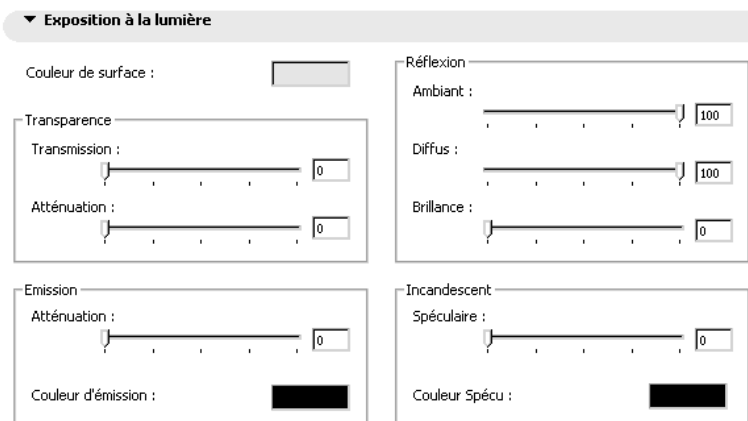 Exposition à la lumière
Couleur de surface :
Transparence
Transmission :
0
Atténuation :
0
Réflexion
Ambiant :
100
Diffus :
100
Brillance :
0
Emission
Atténuation :
0
Couleur d'émission :
Incandescent
Spéculaire :
0
Couleur Spécu :